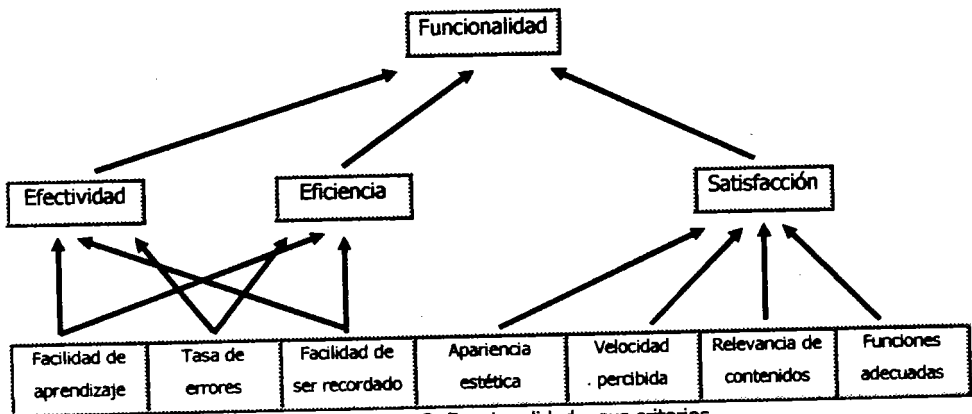 Funcionalidad
Efectividad
Eficiencia
Satisfacción
Facilidad de
aprendizaje
Tasa de
errores
Facilidad de
ser recordado
Apariencia
estética
Velocidad
. percibida
Relevancia de
contenidos
Funciones
adecuadas